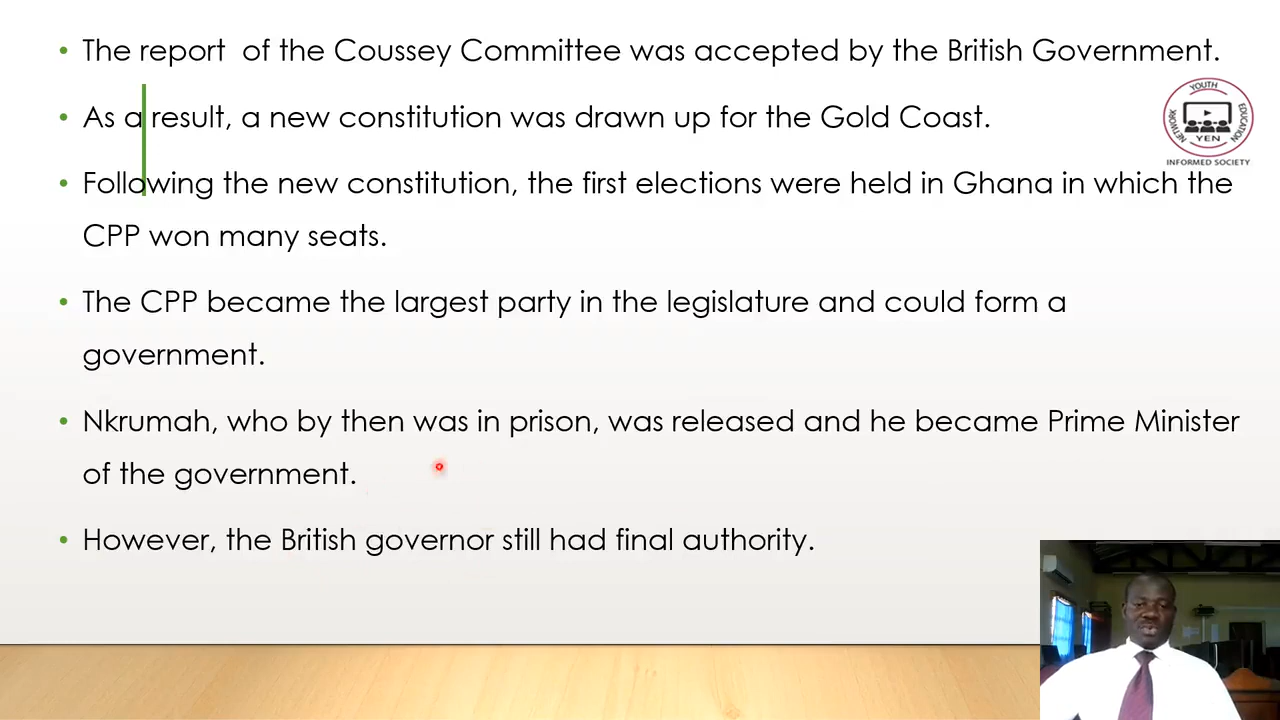 • The report  of the Coussey Committee was accepted by the British Government.
• As a result, a new constitution was drawn up for the Gold Coast.
• Following the new constitution, the first elections were held in Ghana in which the
CPP won many seats.
• The CPP became the largest party in the legislature and could form a
government.
• Nkrumah, who by then was in prison, was released and he became Prime Minister
of the government.
• However, the British governor still had final authority.
YOUTH
EDUCATION
NETWORK
YEN
INFORMED SOCIETY